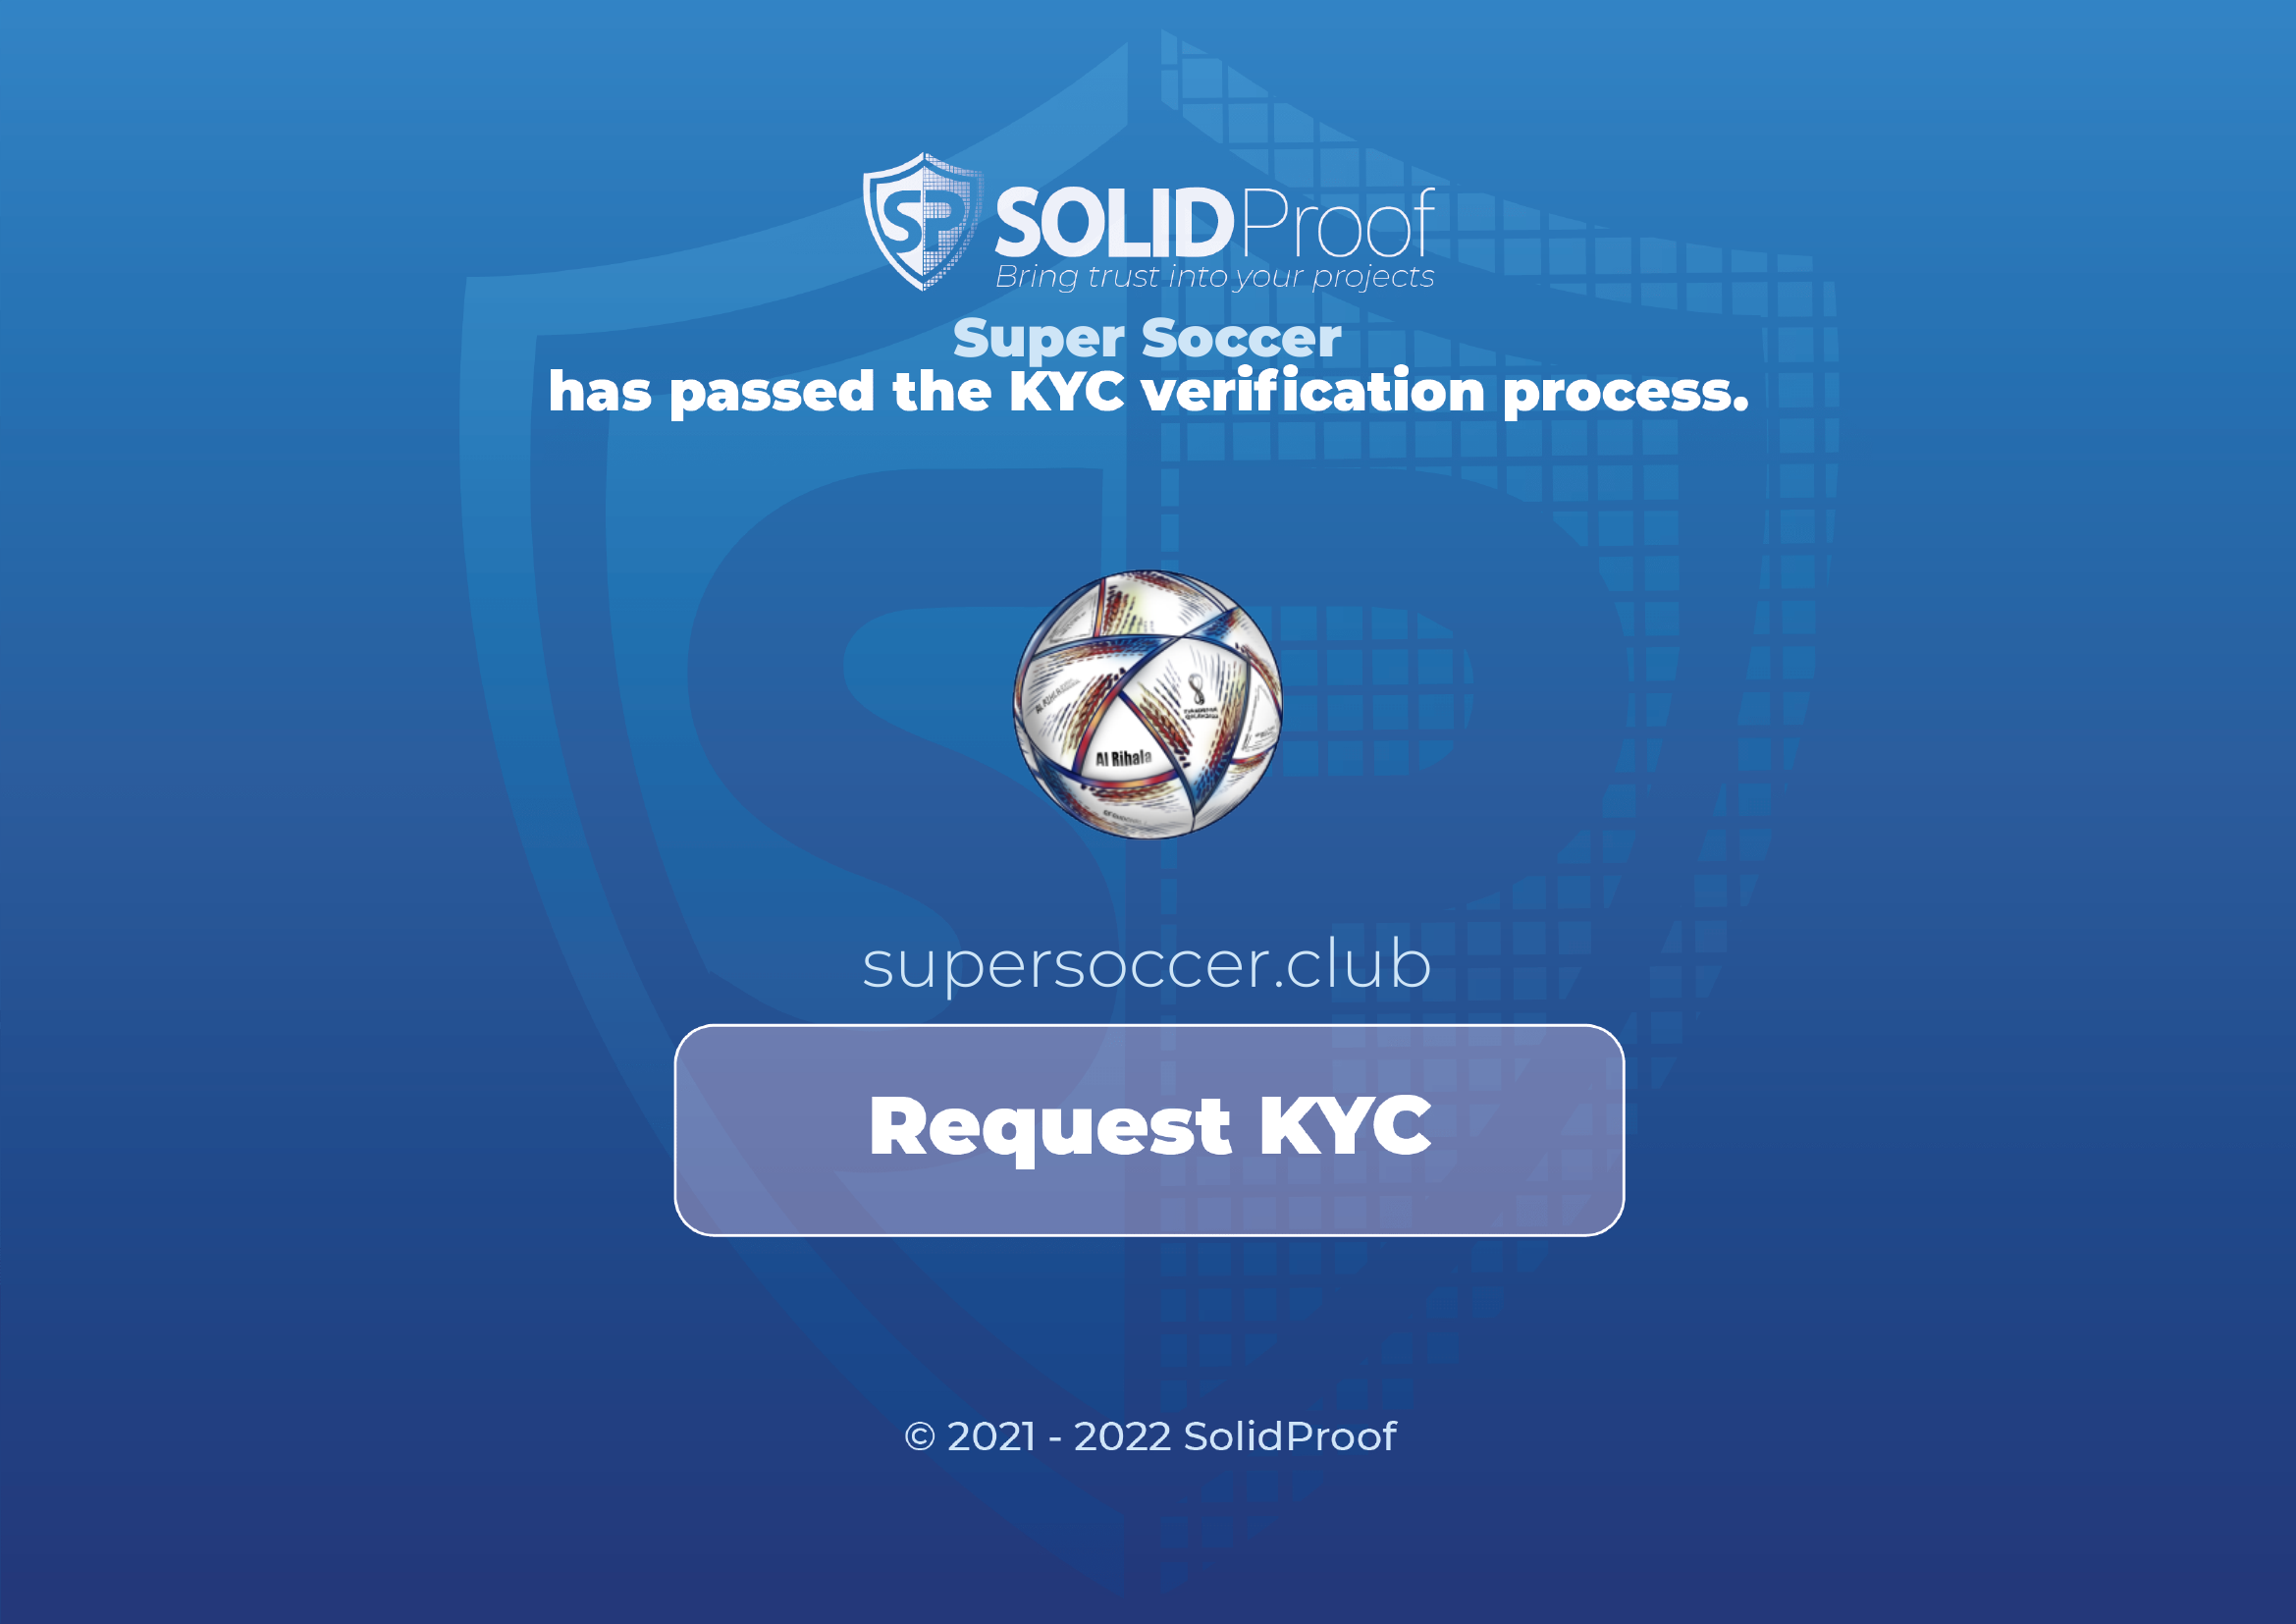 SP
SOLIDProof
Bring trust into your projects
Super Soccer
has passed the KYC verification process.
Al Rihala
supersoccer.club
Request KYC
© 2021 - 2022 SolidProof